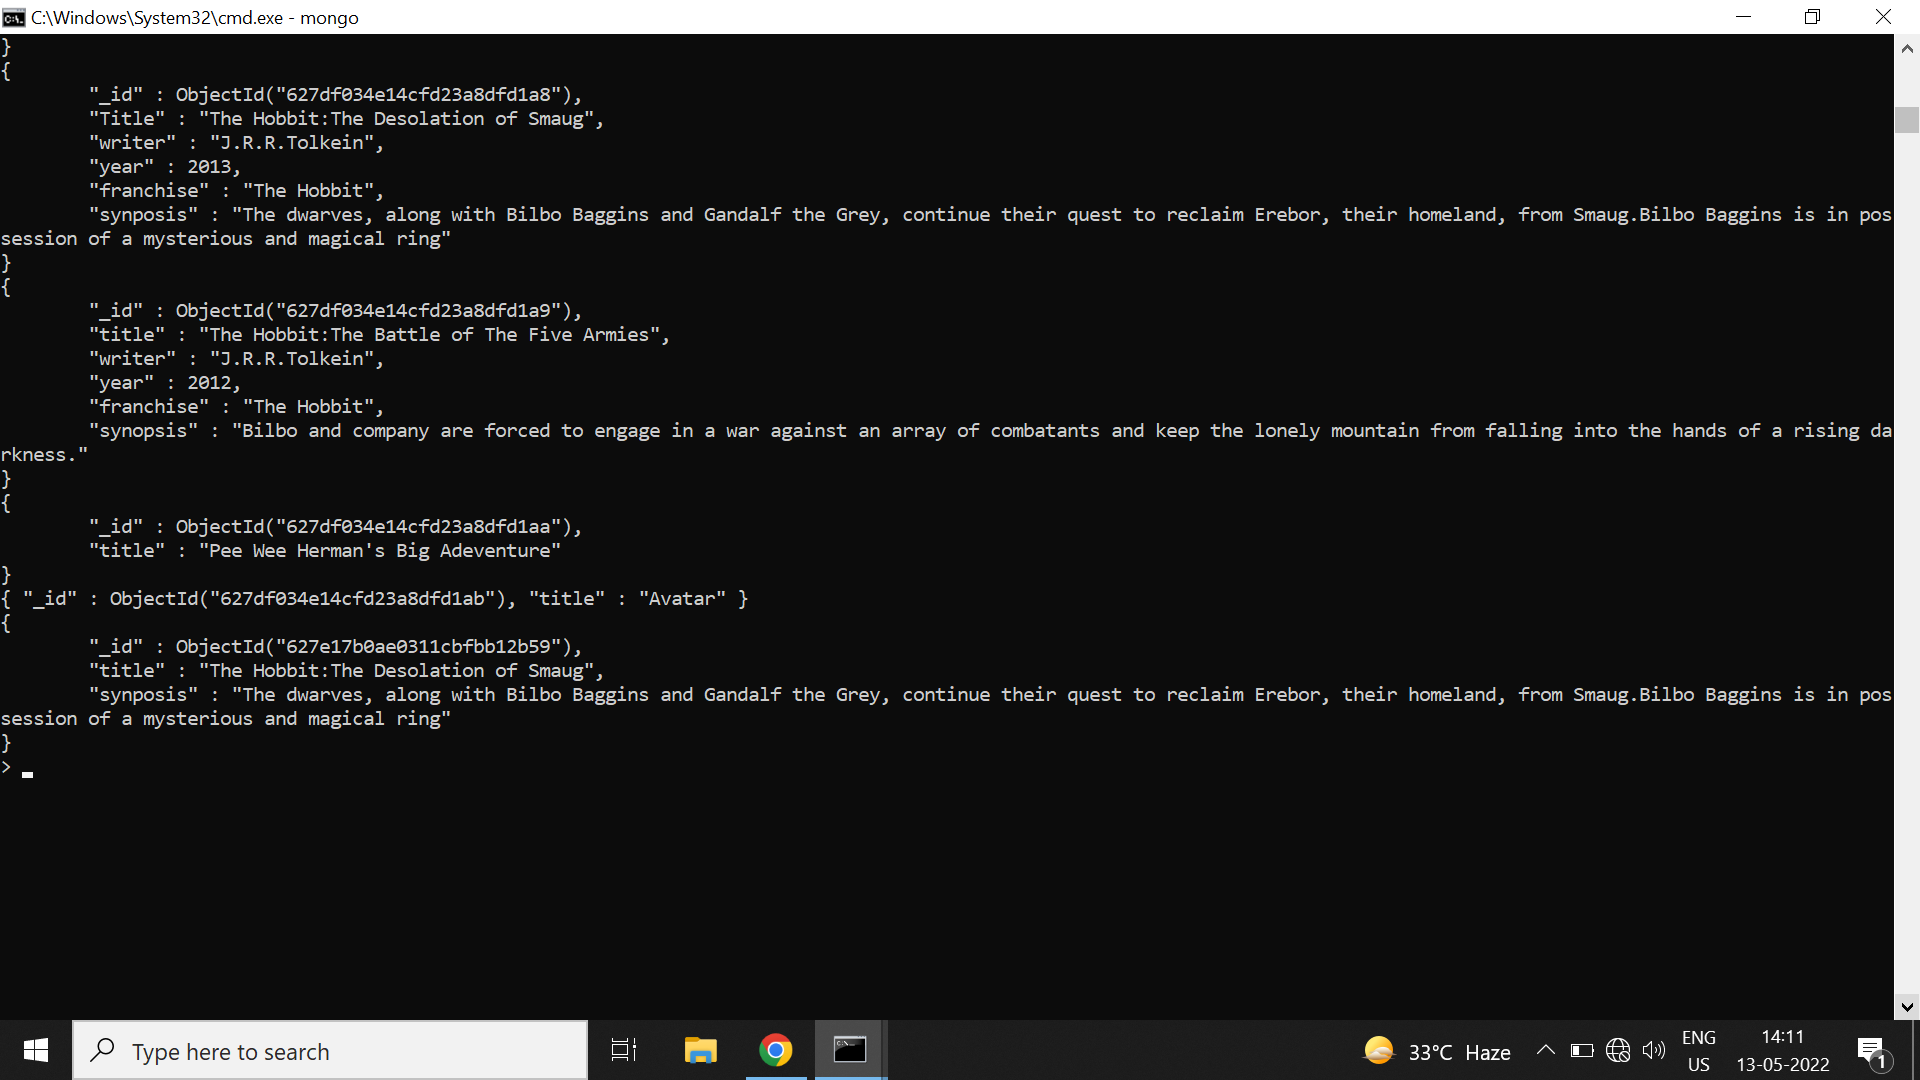 C:\Windows\System32\cmd.exe - mongo
}
{
"_id" : ObjectId("627df034e14cfd23a8dfd1a8"),
"Title" : "The Hobbit:The Desolation of Smaug",
"writer" : "J.R.R.Tolkein",
"year" : 2013,
"franchise" : "The Hobbit",
"synposis" : "The dwarves, along with Bilbo Baggins and Gandalf the Grey, continue their quest to reclaim Erebor, their homeland, from Smaug.Bilbo Baggins is in pos
session of a mysterious and magical ring"
}
{
"_id" : ObjectId("627df034e14cfd23a8dfd1a9"),
"title" : "The Hobbit:The Battle of The Five Armies",
"writer" : "J.R.R.Tolkein",
"year" : 2012,
"franchise" : "The Hobbit",
"synopsis" : "Bilbo and company are forced to engage in a war against an array of combatants and keep the lonely mountain from falling into the hands of a rising da
rkness."
}
{
"_id" : ObjectId("627df034e14cfd23a8dfd1aa"),
"title" : "Pee Wee Herman's Big Adeventure"
}
{ "_id" : ObjectId("627df034e14cfd23a8dfd1ab"), "title" : "Avatar" }
{
"_id" : ObjectId("627e17b0ae0311cbfbb12b59"),
"title" : "The Hobbit:The Desolation of Smaug",
"synposis" : "The dwarves, along with Bilbo Baggins and Gandalf the Grey, continue their quest to reclaim Erebor, their homeland, from Smaug.Bilbo Baggins is in pos
session of a mysterious and magical ring"
}
>
Type here to search
33°C Haze
ENG
US
14:11
13-05-2022
1